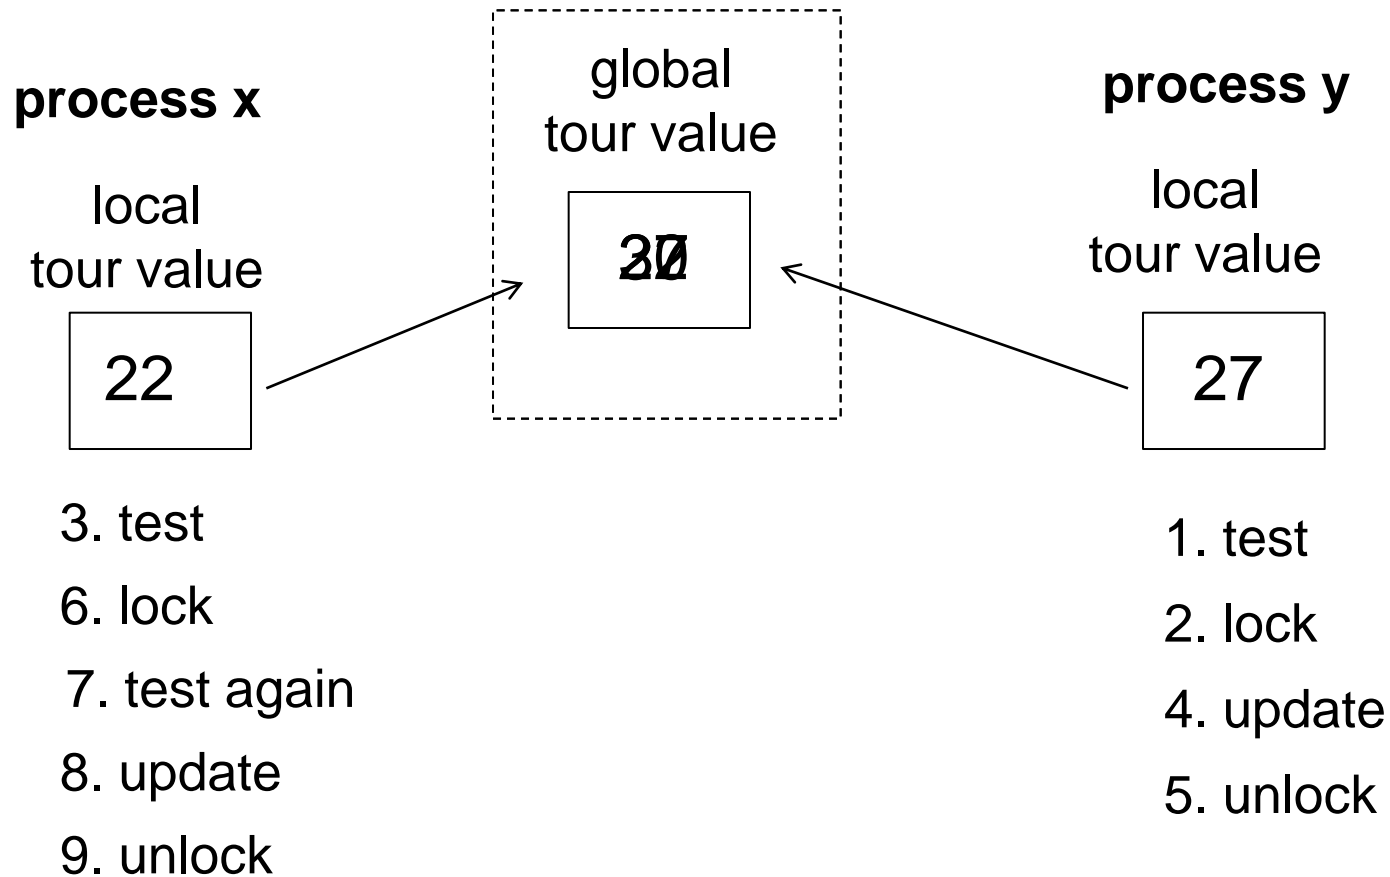 process x
local
tour value
22
3. test
6. lock
7. test again
8. update
9. unlock
global
tour value
process y
local
tour value
27
1. test
2. lock
4. update
5. unlock